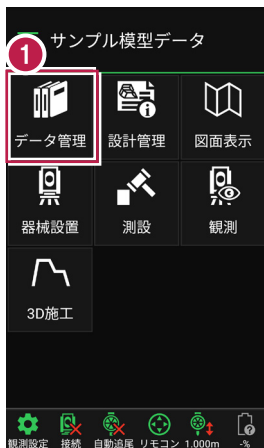 サンプル模型データ
1
データ管理 設計管理 図面表示
器械設置 測設 観測
3D施工
観測設定 接続 自動追尾 リモコン 1.000m -%